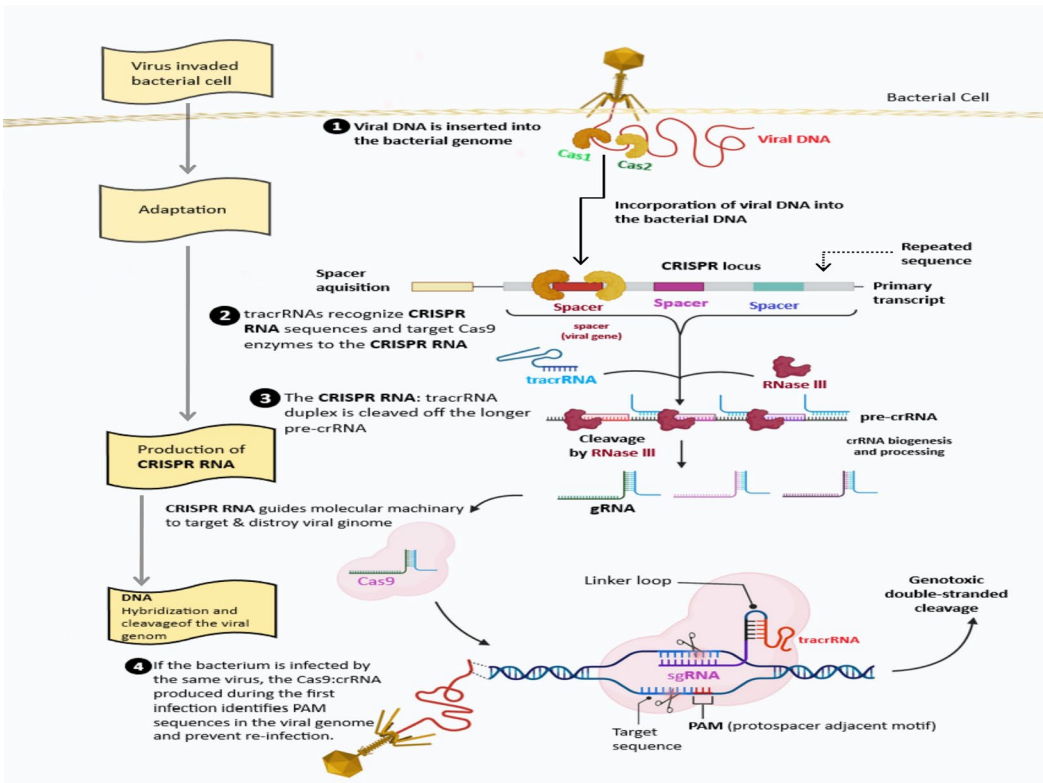 Virus invaded
bacterial cell
Bacterial Cell
1 Viral DNA is inserted into
the bacterial genome
Viral DNA
Cas1
Cas2
Adaptation
Incorporation of viral DNA into
the bacterial DNA
Repeated
sequence
CRISPR locus
Spacer
aquisition
Primary
transcript
Spacer
Spacer
Spacer
spacer
(viral gene)
2 tracrRNAs recognize CRISPR
RNA sequences and target Cas9
enzymes to the CRISPR RNA
tracrRNA
RNase III
3 The CRISPR RNA: tracrRNA
duplex is cleaved off the longer
pre-crRNA
pre-crRNA
Cleavage
by RNase III
crRNA biogenesis
and processing
Production of
CRISPR RNA
gRNA
CRISPR RNA guides molecular machinary
to target & distroy viral ginome
Cas9
DNA
Hybridization and
cleavageof the viral
genom
Linker loop
Genotoxic
double-stranded
cleavage
tracrRNA
sgRNA
4 If the bacterium is infected by
the same virus, the Cas9:crRNA
produced during the first
infection identifies PAM
sequences in the viral genome
and prevent re-infection.
Target
sequence
PAM (protospacer adjacent motif)